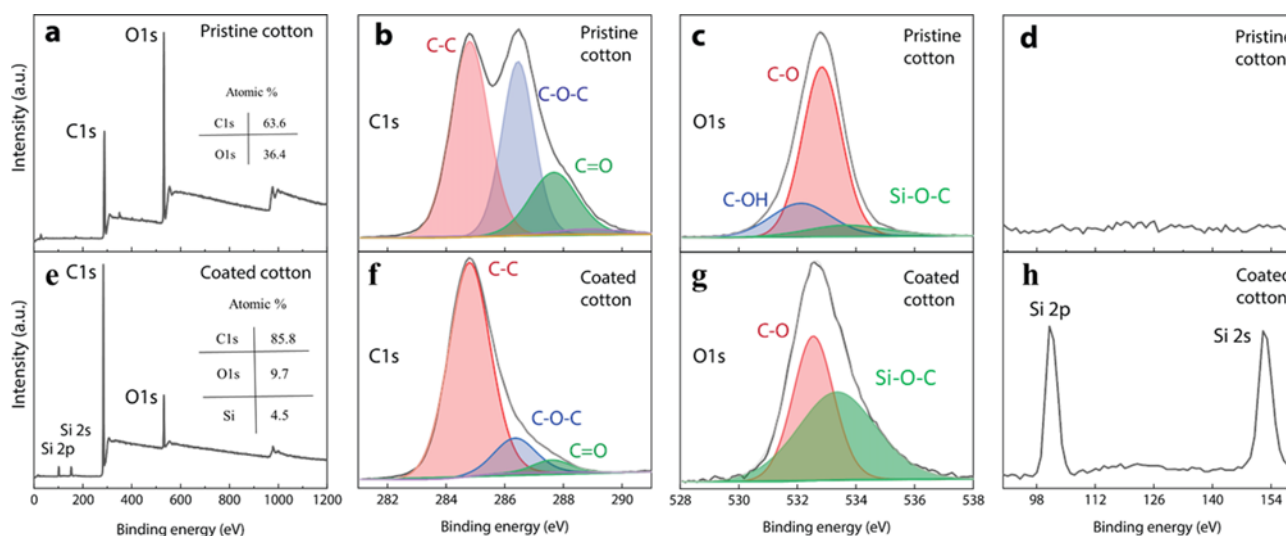 a
O1s
Pristine cotton
Atomic %
C1s 63.6
O1s 36.4
C1s
Intensity (a.u.)
b
Pristine
cotton
C-C
C-O-C
C1s
C=O
c
Pristine
cotton
C-O
O1s
C-OH
Si-O-C
d
Pristine
cotton
e
C1s
Coated cotton
Atomic %
C1s 85.8
O1s 9.7
Si 4.5
O1s
Si 2s
Si 2p
Intensity (a.u.)
0 200 400 600 800 1000 1200
Binding energy (eV)
f
C-C
Coated
cotton
C1s
C-O-C
C=O
282 284 286 288 290
Binding energy (eV)
g
Coated
cotton
C-O
O1s
Si-O-C
528 530 532 534 536 538
Binding energy (eV)
h
Coated
cotton
Si 2p
Si 2s
98 112 126 140 154
Binding energy (eV)